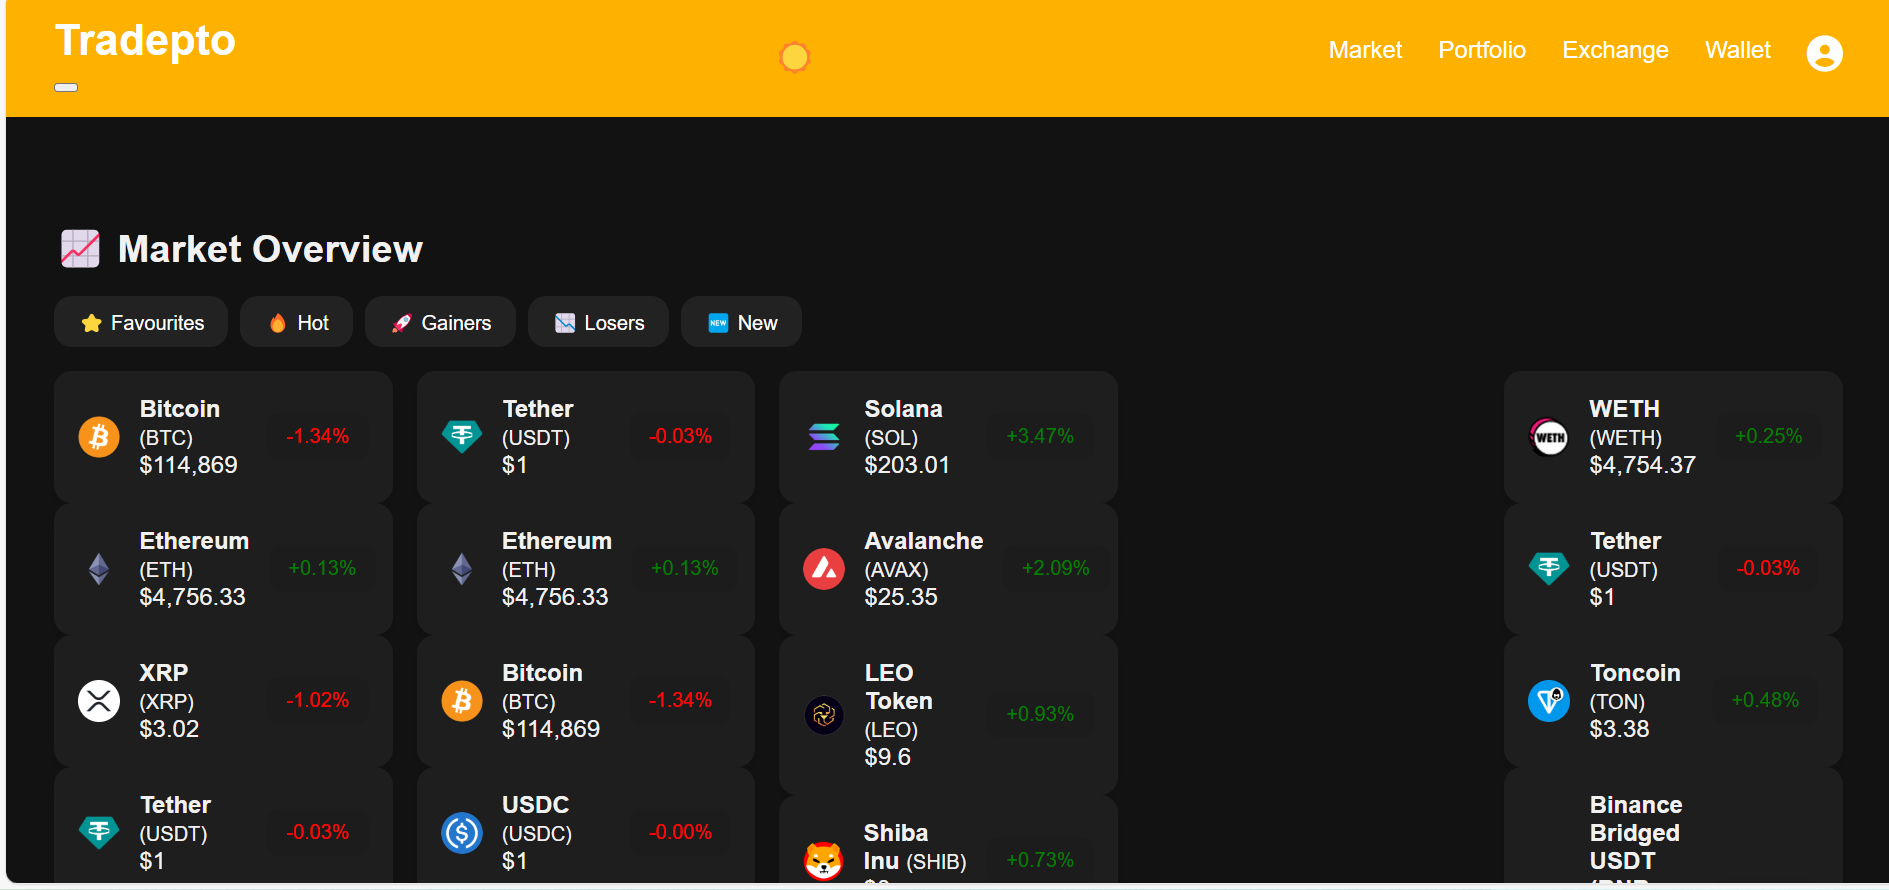 Tradepto
Market
Portfolio
Exchange
Wallet
Market Overview
Favourites
Hot
Gainers
Losers
NEW New
Bitcoin
(BTC)
$114,869
-1.34%
Ethereum
(ETH)
$4,756.33
+0.13%
XRP
(XRP)
$3.02
-1.02%
Tether
(USDT)
$1
-0.03%
Tether
(USDT)
$1
-0.03%
Ethereum
(ETH)
$4,756.33
+0.13%
Bitcoin
(BTC)
$114,869
-1.34%
USDC
(USDC)
$1
-0.00%
Solana
(SOL)
$203.01
+3.47%
Avalanche
(AVAX)
$25.35
+2.09%
LEO
Token
(LEO)
$9.6
+0.93%
Shiba
Inu (SHIB)
+0.73%
WETH
WETH
(WETH)
$4,754.37
+0.25%
Tether
(USDT)
$1
-0.03%
Toncoin
(TON)
$3.38
+0.48%
Binance
Bridged
USDT